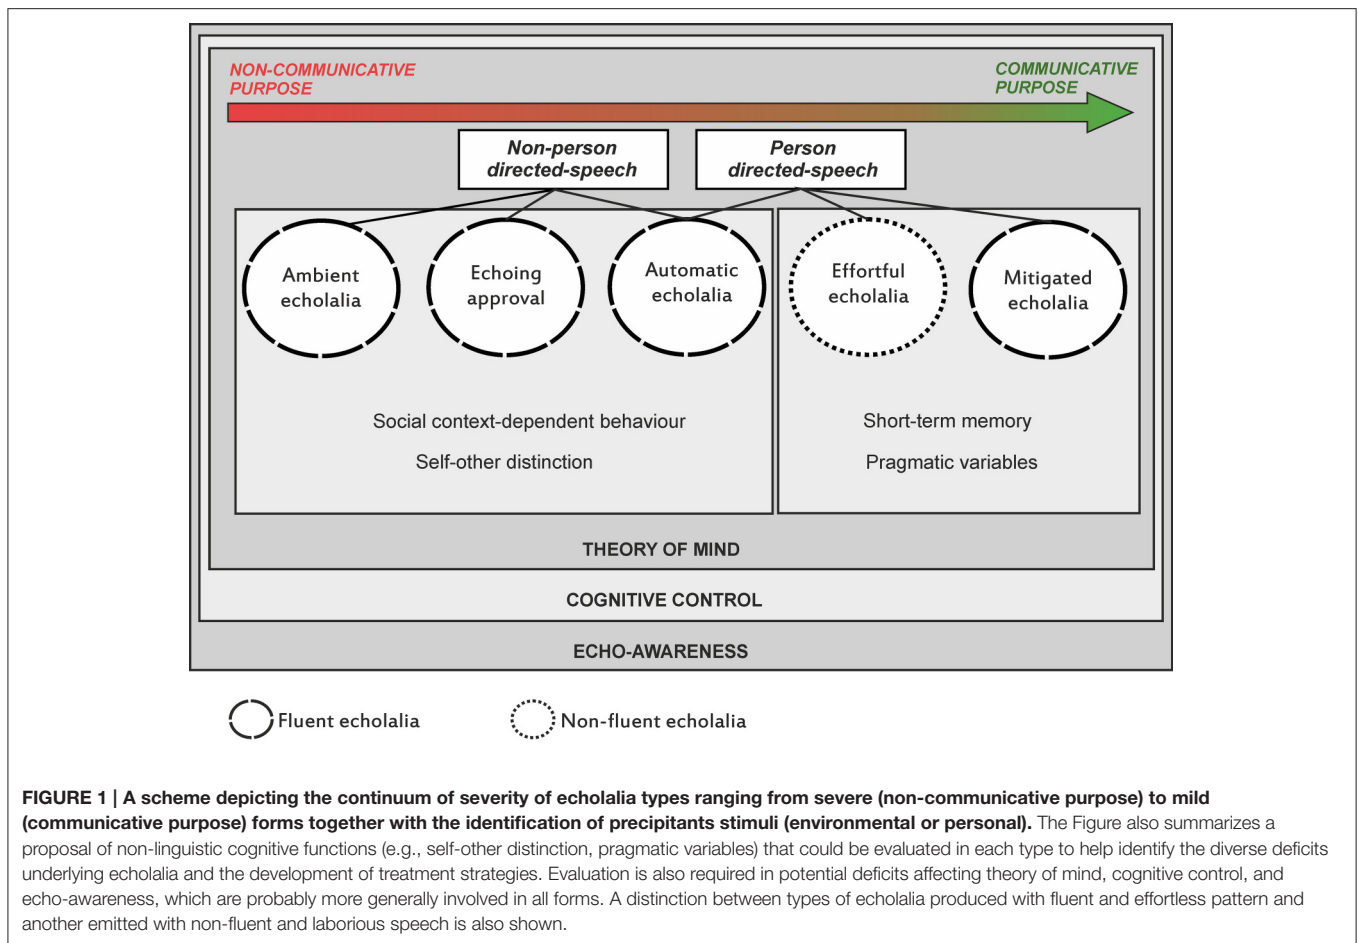 NON-COMMUNICATIVE
PURPOSE
COMMUNICATIVE
PURPOSE
Non-person
directed-speech
Person
directed-speech
Ambient
echolalia
Echoing
approval
Automatic
echolalia
Effortful
echolalia
Mitigated
echolalia
Social context-dependent behaviour
Self-other distinction
Short-term memory
Pragmatic variables
THEORY OF MIND
COGNITIVE CONTROL
ECHO-AWARENESS
Fluent echolalia
Non-fluent echolalia
FIGURE 1 | A scheme depicting the continuum of severity of echolalia types ranging from severe (non-communicative purpose) to mild
(communicative purpose) forms together with the identification of precipitants stimuli (environmental or personal). The Figure also summarizes a
proposal of non-linguistic cognitive functions (e.g., self-other distinction, pragmatic variables) that could be evaluated in each type to help identify the diverse deficits
underlying echolalia and the development of treatment strategies. Evaluation is also required in potential deficits affecting theory of mind, cognitive control, and
echo-awareness, which are probably more generally involved in all forms. A distinction between types of echolalia produced with fluent and effortless pattern and
another emitted with non-fluent and laborious speech is also shown.